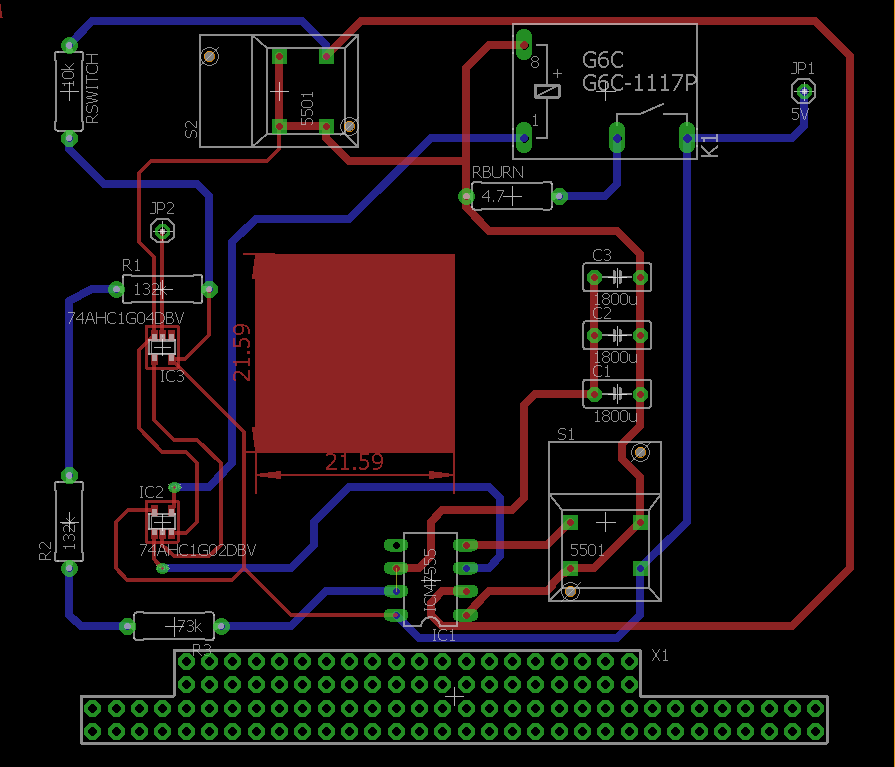 10k
RSWITCH
S2
5501
8
+
1
G6C
G6C-1117P
K1
JP1
5V
RBURN
4.7
JP2
R1
132k
74AHC1G04DBV
IC3
21.59
21.59
C3
1800u
C2
1800u
C1
1800u
S1
5501
IC2
74AHC1G02DBV
R2
132k
ICM7555
IC1
73k
R3
X1